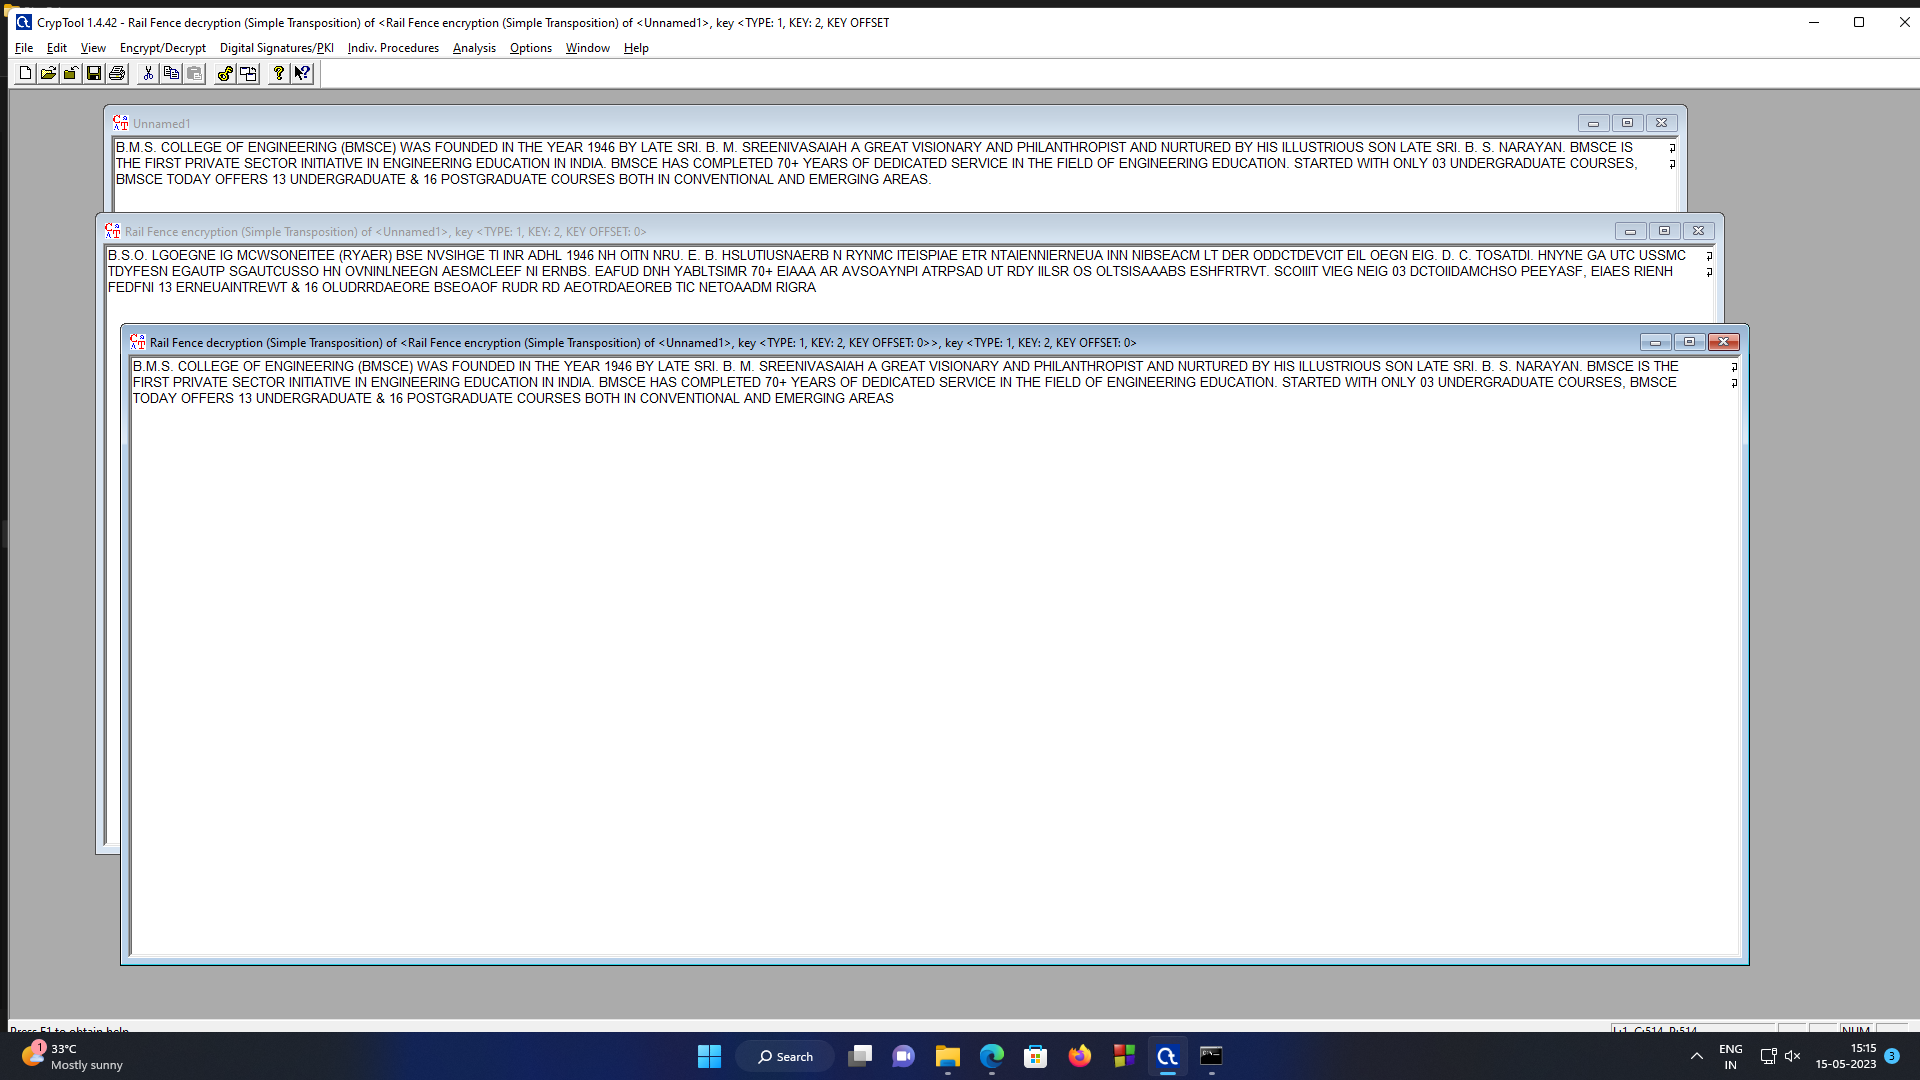 CrypTool 1.4.42 - Rail Fence decryption (Simple Transposition) of <Rail Fence encryption (Simple Transposition) of <Unnamed1>, key <TYPE: 1, KEY: 2, KEY OFFSET
File Edit View Encrypt/Decrypt Digital Signatures/PKI Indiv. Procedures Analysis Options Window Help
Unnamed1
B.M.S. COLLEGE OF ENGINEERING (BMSCE) WAS FOUNDED IN THE YEAR 1946 BY LATE SRI. B. M. SREENIVASAIAH A GREAT VISIONARY AND PHILANTHROPIST AND NURTURED BY HIS ILLUSTRIOUS SON LATE SRI. B. S. NARAYAN. BMSCE IS
THE FIRST PRIVATE SECTOR INITIATIVE IN ENGINEERING EDUCATION IN INDIA. BMSCE HAS COMPLETED 70+ YEARS OF DEDICATED SERVICE IN THE FIELD OF ENGINEERING EDUCATION. STARTED WITH ONLY 03 UNDERGRADUATE COURSES,
BMSCE TODAY OFFERS 13 UNDERGRADUATE & 16 POSTGRADUATE COURSES BOTH IN CONVENTIONAL AND EMERGING AREAS.
Rail Fence encryption (Simple Transposition) of <Unnamed1>, key <TYPE: 1, KEY: 2, KEY OFFSET: 0>
B.S.O. LGOEGNE IG MCWSONEITEE (RYAER) BSE NVSIHGE TI INR ADHL 1946 NH OITN NRU. E. B. HSLUTIUSNAERB N RYNMC ITEISPIAE ETR NTAIENNIERNEUA INN NIBSEACM LT DER ODDCTDEVCIT EIL OEGN EIG. D. C. TOSATDI. HNYNE GA UTC USSMC
TDYFESN EGAUTP SGAUTCUSSO HN OVNINLNEEGN AESMCLEEF NI ERNBS. EAFUD DNH YABLTSIMR 70+ EIAAA AR AVSOAYNPI ATRPSAD UT RDY IILSR OS OLTSISAAABS ESHFRTRVT. SCOIIIT VIEG NEIG 03 DCTOIIDAMCHSO PEEYASF, EIAES RIENH
FEDFNI 13 ERNEUAINTREWT & 16 OLUDRRDAEORE BSEOAOF RUDR RD AEOTRDAEOREB TIC NETOAADM RIGRA
Rail Fence decryption (Simple Transposition) of <Rail Fence encryption (Simple Transposition) of <Unnamed1>, key <TYPE: 1, KEY: 2, KEY OFFSET: 0>>, key <TYPE: 1, KEY: 2, KEY OFFSET: 0>
B.M.S. COLLEGE OF ENGINEERING (BMSCE) WAS FOUNDED IN THE YEAR 1946 BY LATE SRI. B. M. SREENIVASAIAH A GREAT VISIONARY AND PHILANTHROPIST AND NURTURED BY HIS ILLUSTRIOUS SON LATE SRI. B. S. NARAYAN. BMSCE IS THE
FIRST PRIVATE SECTOR INITIATIVE IN ENGINEERING EDUCATION IN INDIA. BMSCE HAS COMPLETED 70+ YEARS OF DEDICATED SERVICE IN THE FIELD OF ENGINEERING EDUCATION. STARTED WITH ONLY 03 UNDERGRADUATE COURSES, BMSCE
TODAY OFFERS 13 UNDERGRADUATE & 16 POSTGRADUATE COURSES BOTH IN CONVENTIONAL AND EMERGING AREAS
Press F1 to obtain help.
L:1 C:514 P:514 NUM
1
33°C
Mostly sunny
Search
ENG
IN
15:15
15-05-2023
3